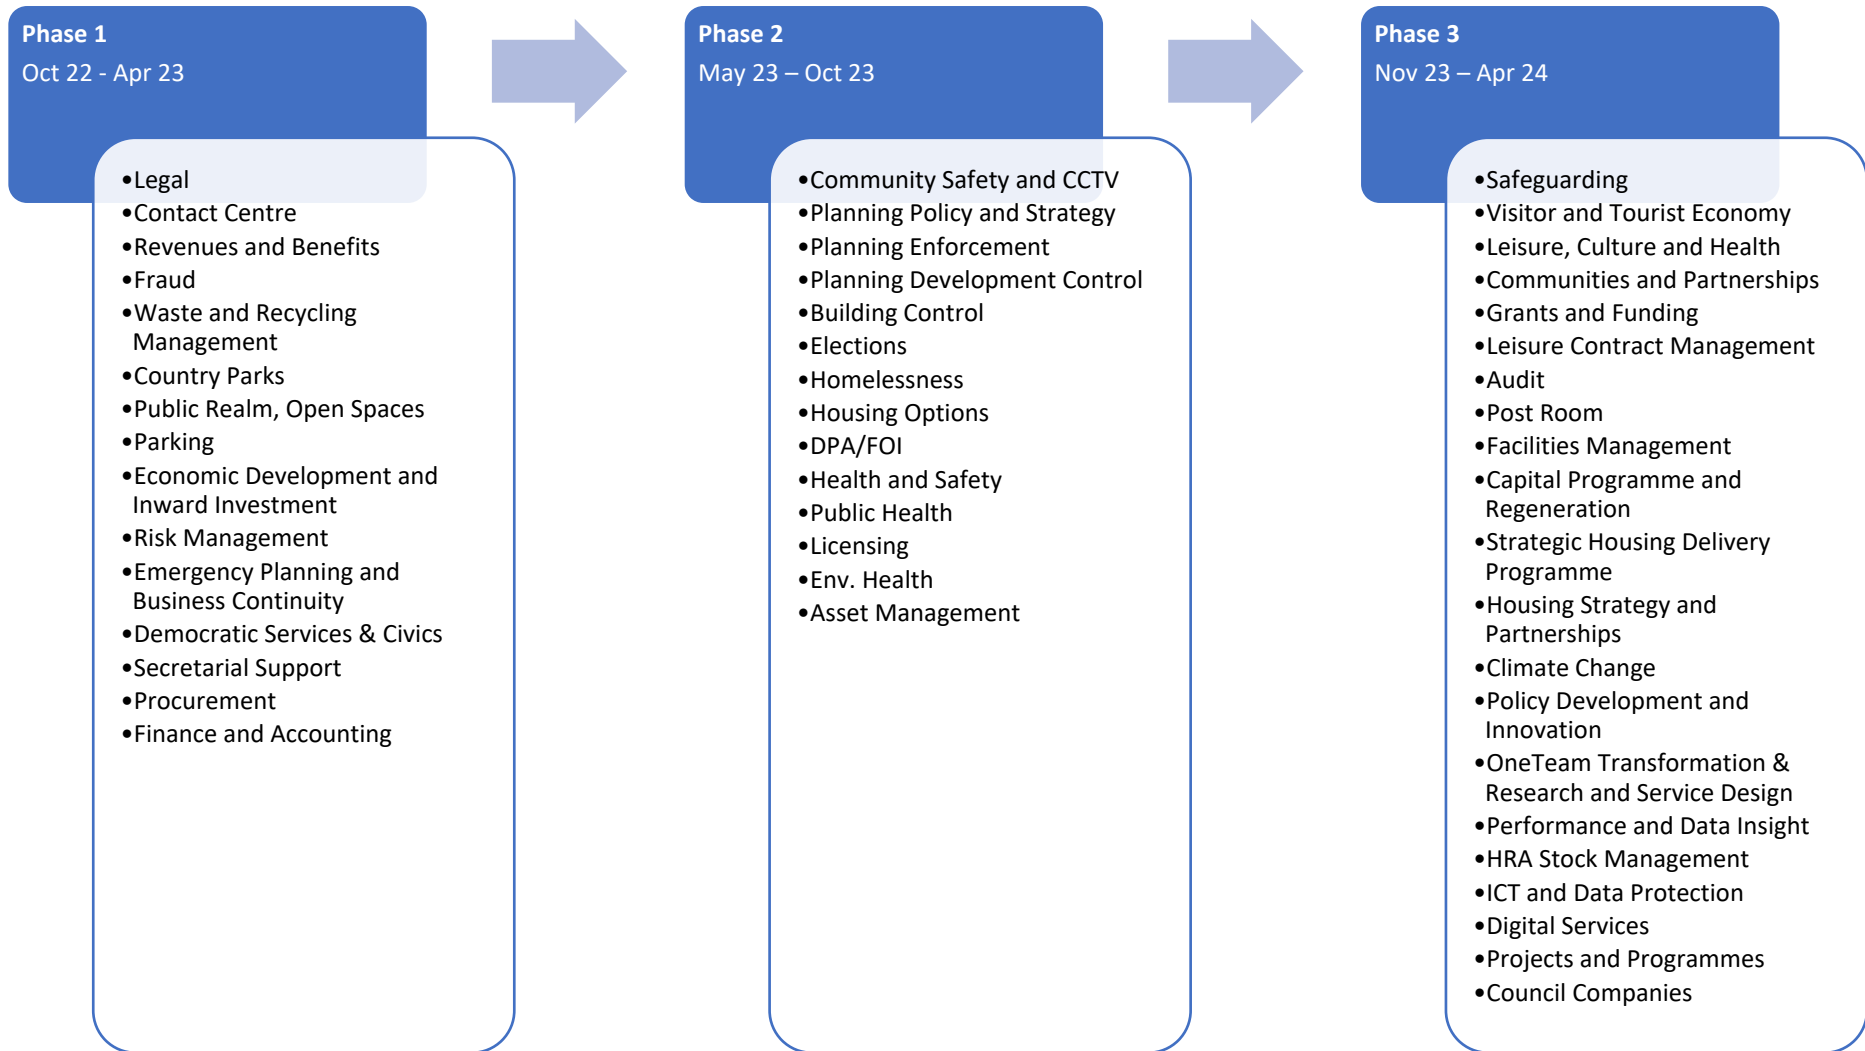 Phase 1
Oct 22 - Apr 23
•Legal
•Contact Centre
•Revenues and Benefits
•Fraud
•Waste and Recycling
Management
•Country Parks
•Public Realm, Open Spaces
•Parking
•Economic Development and
Inward Investment
•Risk Management
•Emergency Planning and
Business Continuity
•Democratic Services & Civics
•Secretarial Support
•Procurement
•Finance and Accounting
Phase 2
May 23 – Oct 23
•Community Safety and CCTV
•Planning Policy and Strategy
•Planning Enforcement
•Planning Development Control
•Building Control
•Elections
•Homelessness
•Housing Options
•DPA/FOI
•Health and Safety
•Public Health
•Licensing
•Env. Health
•Asset Management
Phase 3
Nov 23 – Apr 24
•Safeguarding
•Visitor and Tourist Economy
•Leisure, Culture and Health
•Communities and Partnerships
•Grants and Funding
•Leisure Contract Management
•Audit
•Post Room
•Facilities Management
•Capital Programme and
Regeneration
•Strategic Housing Delivery
Programme
•Housing Strategy and
Partnerships
•Climate Change
•Policy Development and
Innovation
•OneTeam Transformation &
Research and Service Design
•Performance and Data Insight
•HRA Stock Management
•ICT and Data Protection
•Digital Services
•Projects and Programmes
•Council Companies